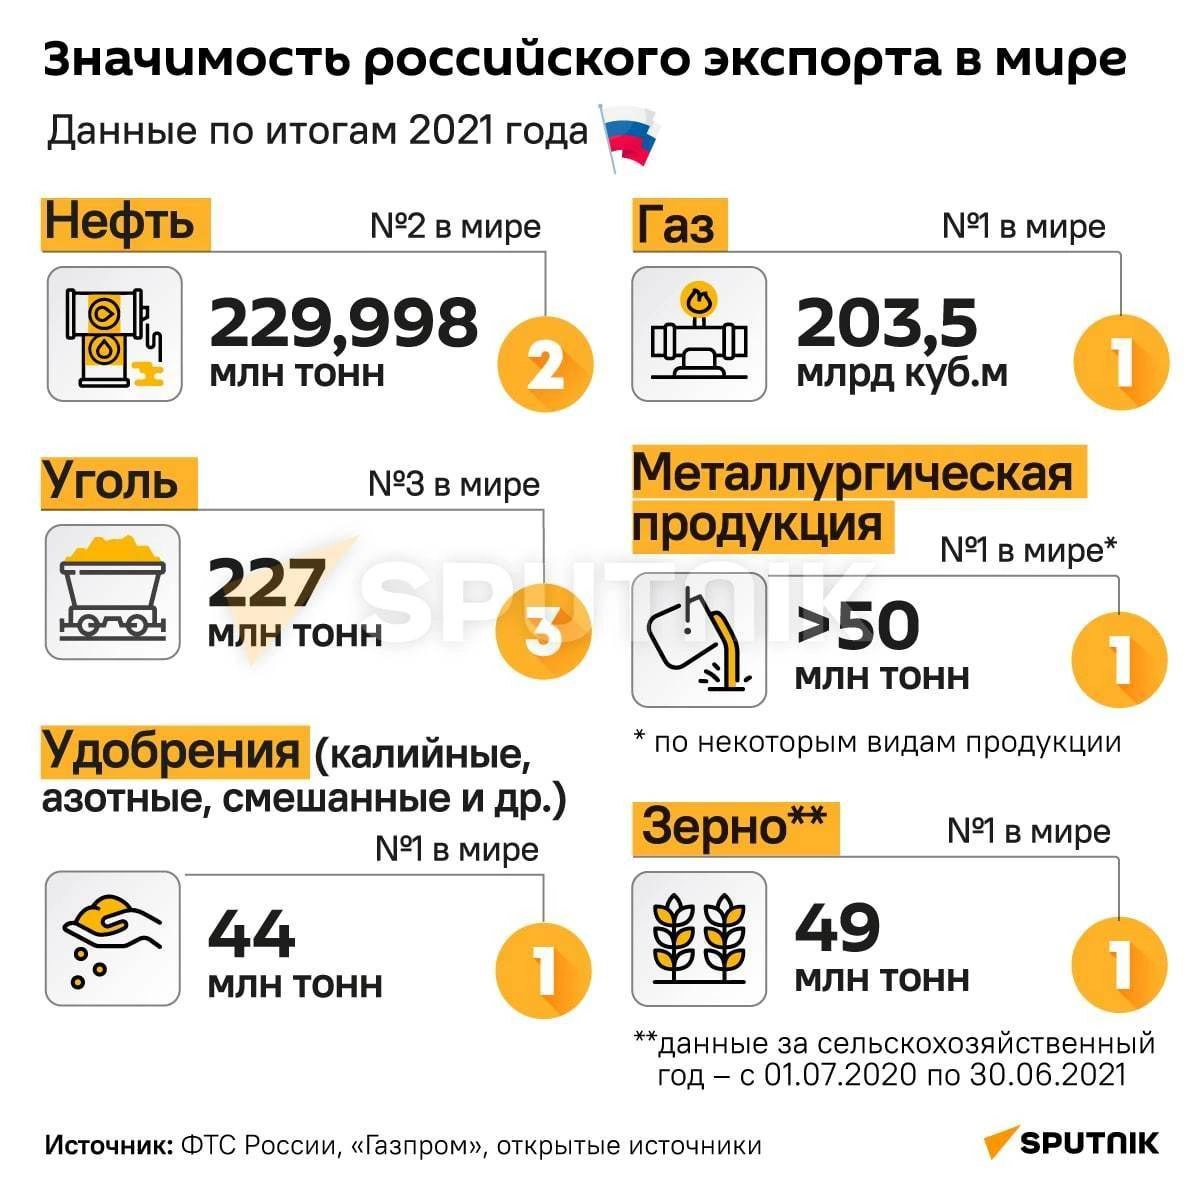 Значимость российского экспорта в мире
Данные по итогам 2021 года
Нефть
№2 в мире
229,998
млн тонн
2
Газ
№1 в мире
203,5
млрд куб.м
1
Уголь
№3 в мире
227
млн тонн
3
Металлургическая
продукция
№1 в мире*
>50
млн тонн
1
* по некоторым видам продукции
Удобрения (калийные,
азотные, смешанные и др.)
№1 в мире
44
млн тонн
1
Зерно**
№1 в мире
49
млн тонн
1
**данные за сельскохозяйственный
год – с 01.07.2020 по 30.06.2021
SPUTNIK
Источник: ФТС России, «Газпром», открытые источники
SPUTNIK